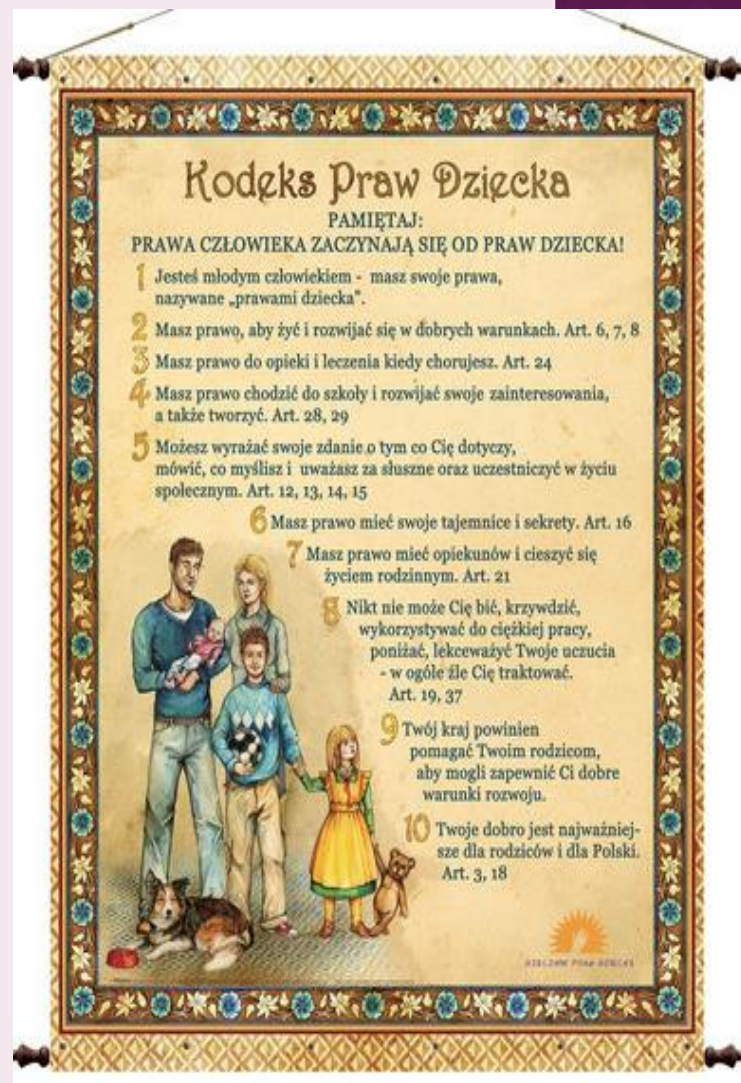 Kodeks Praw Dziecka
PAMIĘTAJ:
PRAWA CZŁOWIEKA ZACZYNAJĄ SIĘ OD PRAW DZIECKA!
1 Jesteś młodym człowiekiem - masz swoje prawa,
nazywane „prawami dziecka”.
2 Masz prawo, aby żyć i rozwijać się w dobrych warunkach. Art. 6, 7, 8
3 Masz prawo do opieki i leczenia kiedy chorujesz. Art. 24
4 Masz prawo chodzić do szkoły i rozwijać swoje zainteresowania,
a także tworzyć. Art. 28, 29
5 Możesz wyrażać swoje zdanie o tym co Cię dotyczy,
mówić, co myślisz i uważasz za słuszne oraz uczestniczyć w życiu
społecznym. Art. 12, 13, 14, 15
6 Masz prawo mieć swoje tajemnice i sekrety. Art. 16
7 Masz prawo mieć opiekunów i cieszyć się
życiem rodzinnym. Art. 21
8 Nikt nie może Cię bić, krzywdzić,
wykorzystywać do ciężkiej pracy,
poniżać, lekceważyć Twoje uczucia
- w ogóle źle Cię traktować.
Art. 19, 37
9 Twój kraj powinien
pomagać Twoim rodzicom,
aby mogli zapewnić Ci dobre
warunki rozwoju.
10 Twoje dobro jest najważniej-
sze dla rodziców i dla Polski.
Art. 3, 18
RZECZNIK PRAW DZIECKA